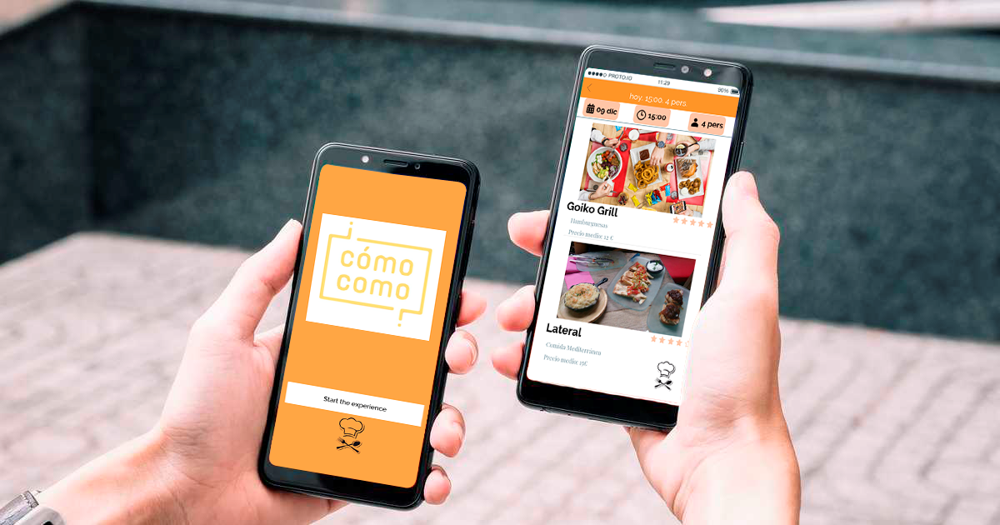 ¿
cómo
como
?
Start the experience
PROTO.IO
11:29
90%
hoy, 15:00, 4 pers
09 dic
15:00
4 pers
Goiko Grill
Hamburguesas
Precio medio: 12 €
Lateral
Comida Mediterránea
Precio medio: 15€